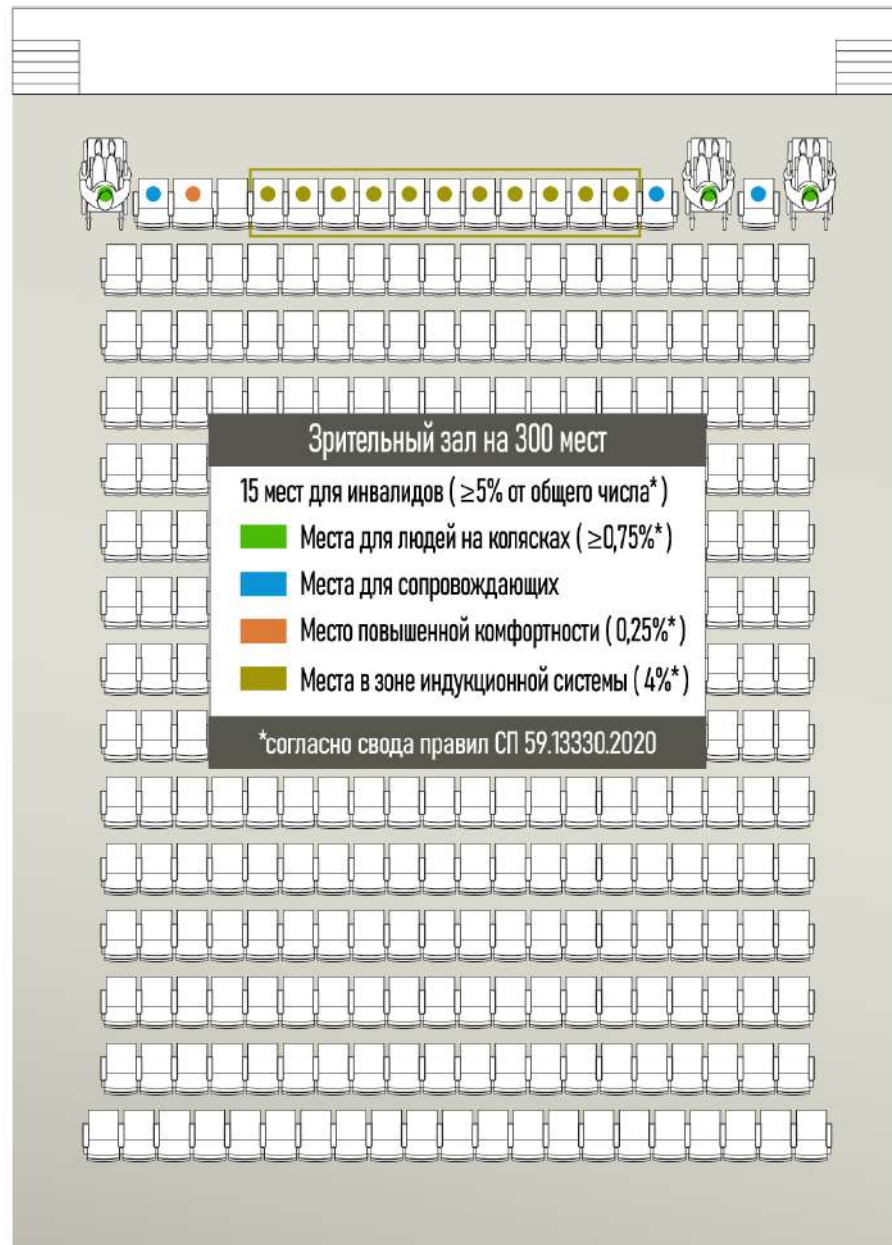 Зрительный зал на 300 мест
15 мест для инвалидов ( ≥5% от общего числа*)
Места для людей на колясках ( ≥0,75%*)
Места для сопровождающих
Место повышенной комфортности ( 0,25%*)
Места в зоне индукционной системы ( 4%*)
*согласно свода правил СП 59.13330.2020